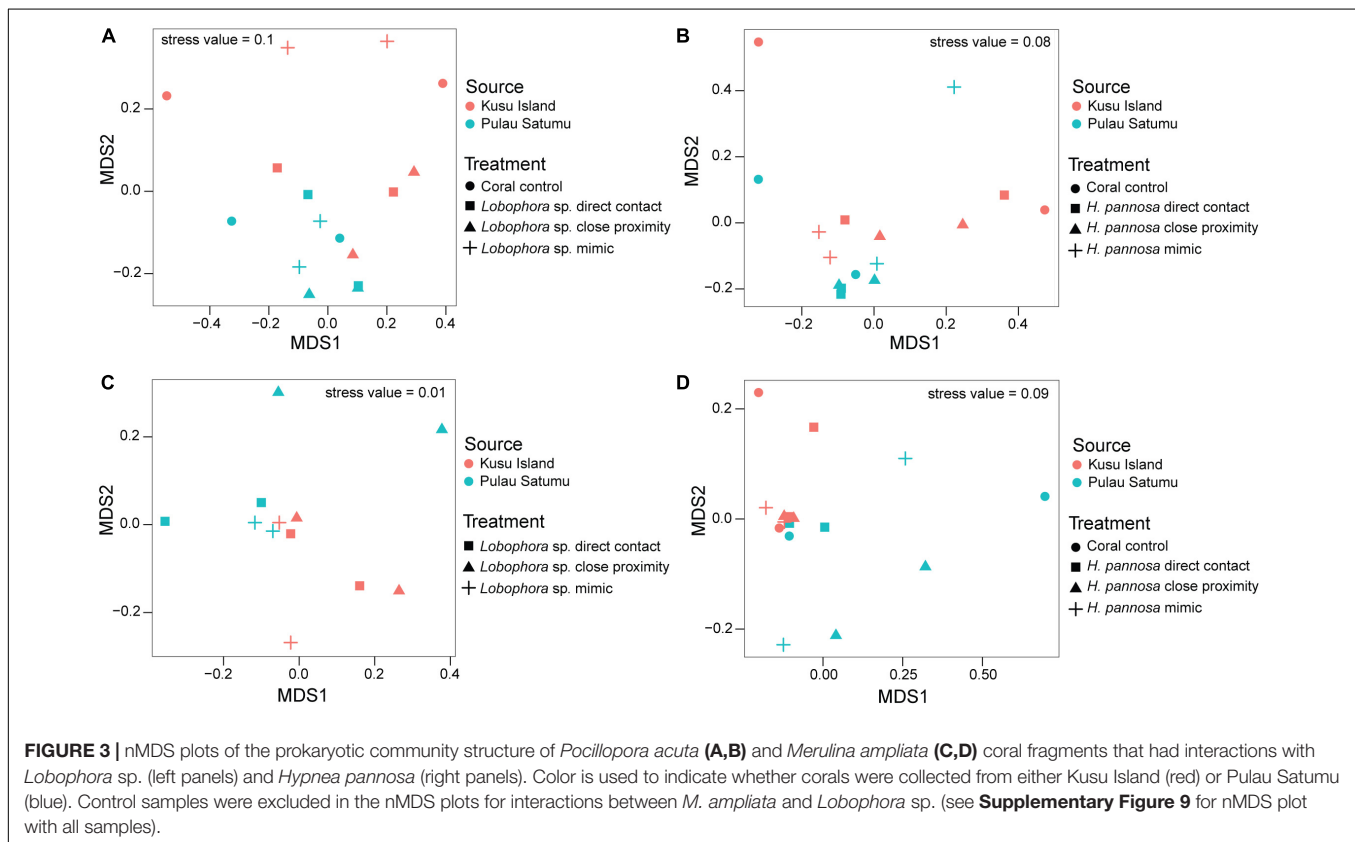 A
stress value = 0.1
0.2
0.0
−0.2
MDS2
−0.4
−0.2
0.0
0.2
0.4
MDS1
Source
Kusu Island
Pulau Satumu
Treatment
Coral control
Lobophora sp. direct contact
Lobophora sp. close proximity
Lobophora sp. mimic
B
stress value = 0.08
0.4
0.2
0.0
−0.2
MDS2
−0.2
0.0
0.2
0.4
MDS1
Source
Kusu Island
Pulau Satumu
Treatment
Coral control
H. pannosa direct contact
H. pannosa close proximity
H. pannosa mimic
C
stress value = 0.01
0.2
0.0
−0.2
MDS2
−0.2
0.0
0.2
0.4
MDS1
Source
Kusu Island
Pulau Satumu
Treatment
Lobophora sp. direct contact
Lobophora sp. close proximity
Lobophora sp. mimic
D
stress value = 0.09
0.2
0.0
−0.2
MDS2
0.00
0.25
0.50
MDS1
Source
Kusu Island
Pulau Satumu
Treatment
Coral control
H. pannosa direct contact
H. pannosa close proximity
H. pannosa mimic
FIGURE 3 | nMDS plots of the prokaryotic community structure of Pocillopora acuta (A,B) and Merulina ampliata (C,D) coral fragments that had interactions with
Lobophora sp. (left panels) and Hypnea pannosa (right panels). Color is used to indicate whether corals were collected from either Kusu Island (red) or Pulau Satumu
(blue). Control samples were excluded in the nMDS plots for interactions between M. ampliata and Lobophora sp. (see Supplementary Figure 9 for nMDS plot
with all samples).